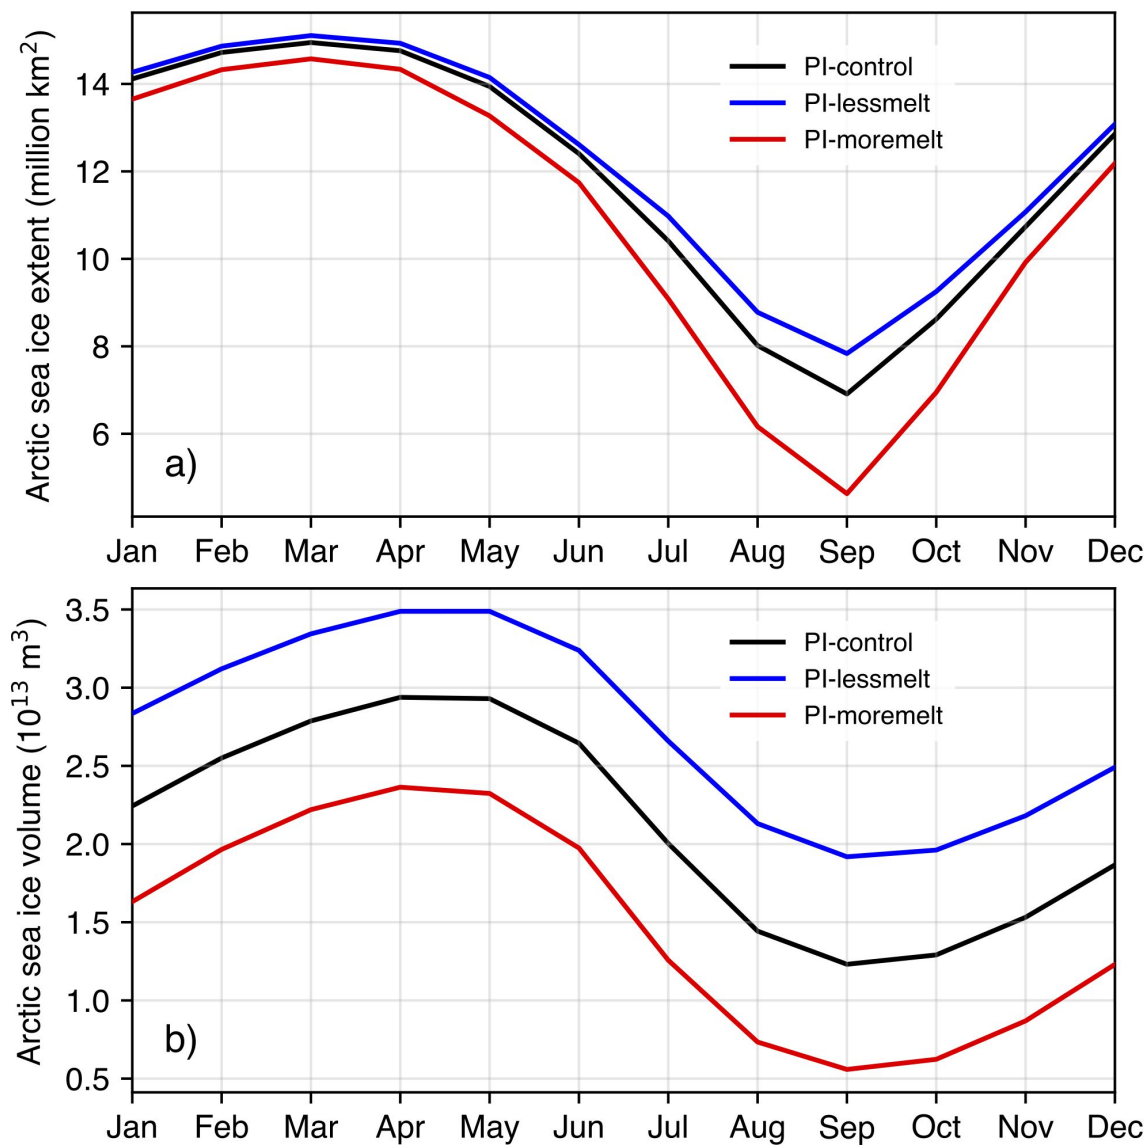 Arctic sea ice extent (million km²)
14
12
10
8
6
PI-control
PI-lessmelt
PI-moremelt
a)
Jan Feb Mar Apr May Jun Jul Aug Sep Oct Nov Dec
Arctic sea ice volume (10¹³ m³)
3.5
3.0
2.5
2.0
1.5
1.0
0.5
PI-control
PI-lessmelt
PI-moremelt
b)
Jan Feb Mar Apr May Jun Jul Aug Sep Oct Nov Dec